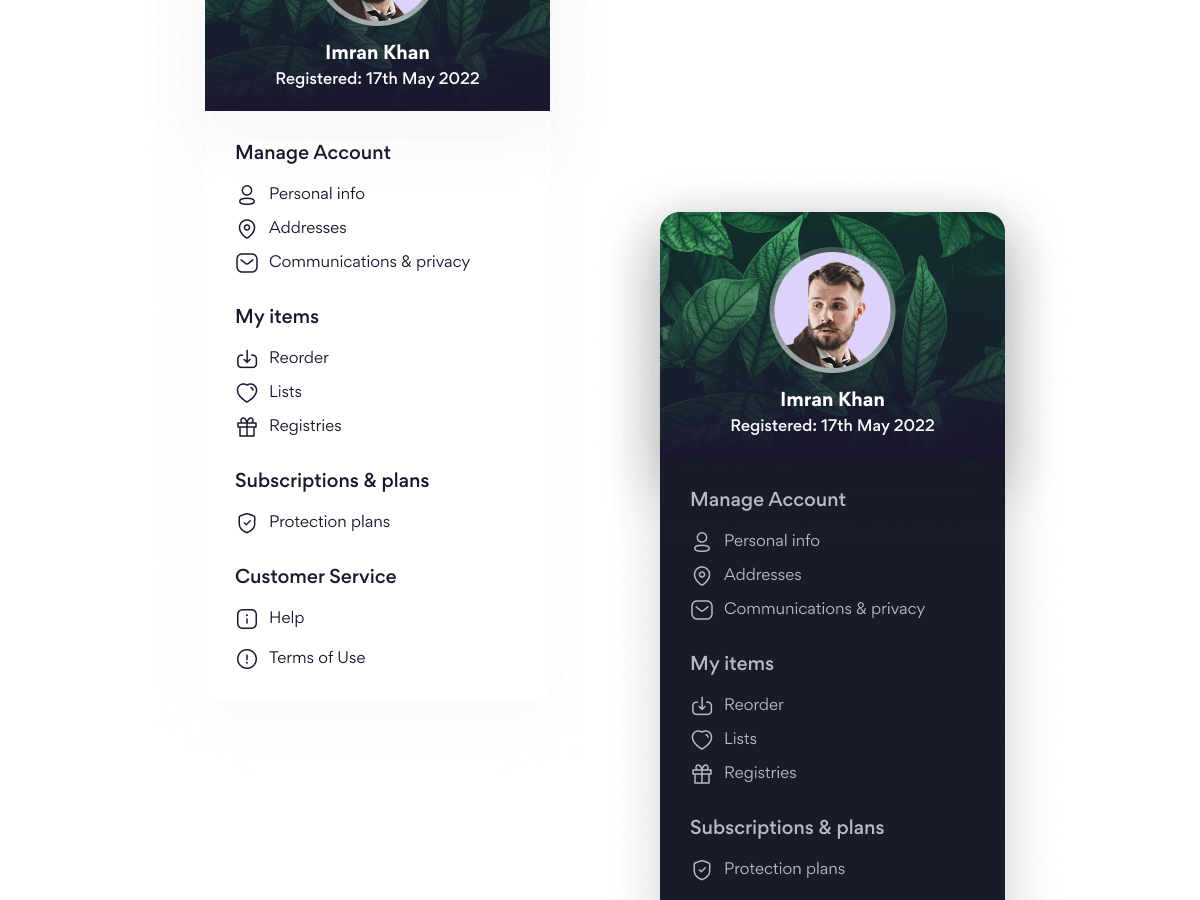 Imran Khan
Registered: 17th May 2022
Manage Account
Personal info
Addresses
Communications & privacy
My items
Reorder
Lists
Registries
Subscriptions & plans
Protection plans
Customer Service
Help
Terms of Use
Imran Khan
Registered: 17th May 2022
Manage Account
Personal info
Addresses
Communications & privacy
My items
Reorder
Lists
Registries
Subscriptions & plans
Protection plans